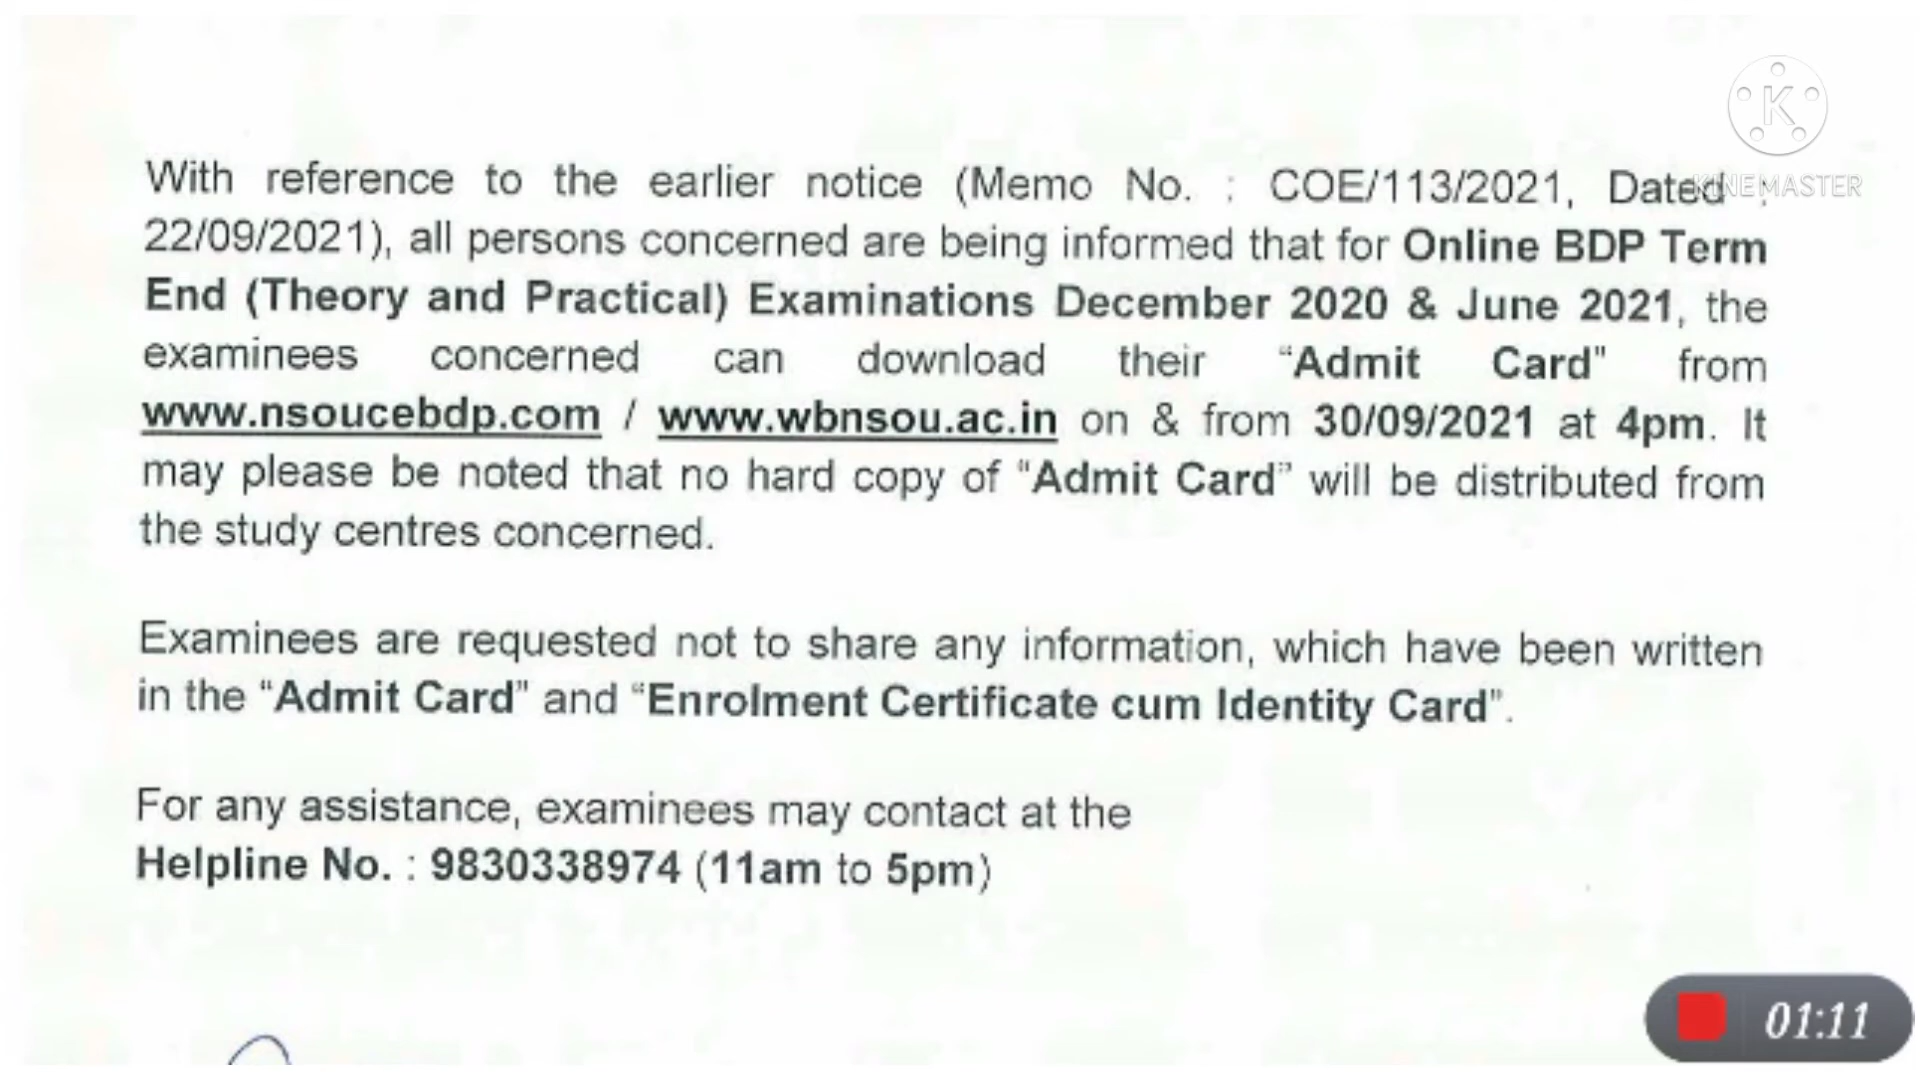 K
KINEMASTER
With reference to the earlier notice (Memo No. : COE/113/2021, Dated :
22/09/2021), all persons concerned are being informed that for Online BDP Term
End (Theory and Practical) Examinations December 2020 & June 2021, the
examinees concerned can download their “Admit Card” from
www.nsoucebdp.com / www.wbnsou.ac.in on & from 30/09/2021 at 4pm. It
may please be noted that no hard copy of “Admit Card” will be distributed from
the study centres concerned.
Examinees are requested not to share any information, which have been written
in the “Admit Card” and “Enrolment Certificate cum Identity Card”.
For any assistance, examinees may contact at the
Helpline No. : 9830338974 (11am to 5pm)
01:11